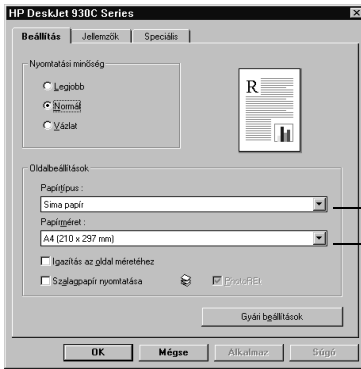 HP DeskJet 930C Series
Beállítás
Jellemzők
Speciális
Nyomtatási minőség
Legjobb
Normál
Vázlat
R
Oldalbeállítások
Papírtípus :
Sima papír
Papírméret :
A4 (210 x 297 mm)
Igazítás az oldal méretéhez
Szalagpapír nyomtatása
PhotoREt
Gyári beállítások
OK
Mégse
Alkalmaz
Súgó